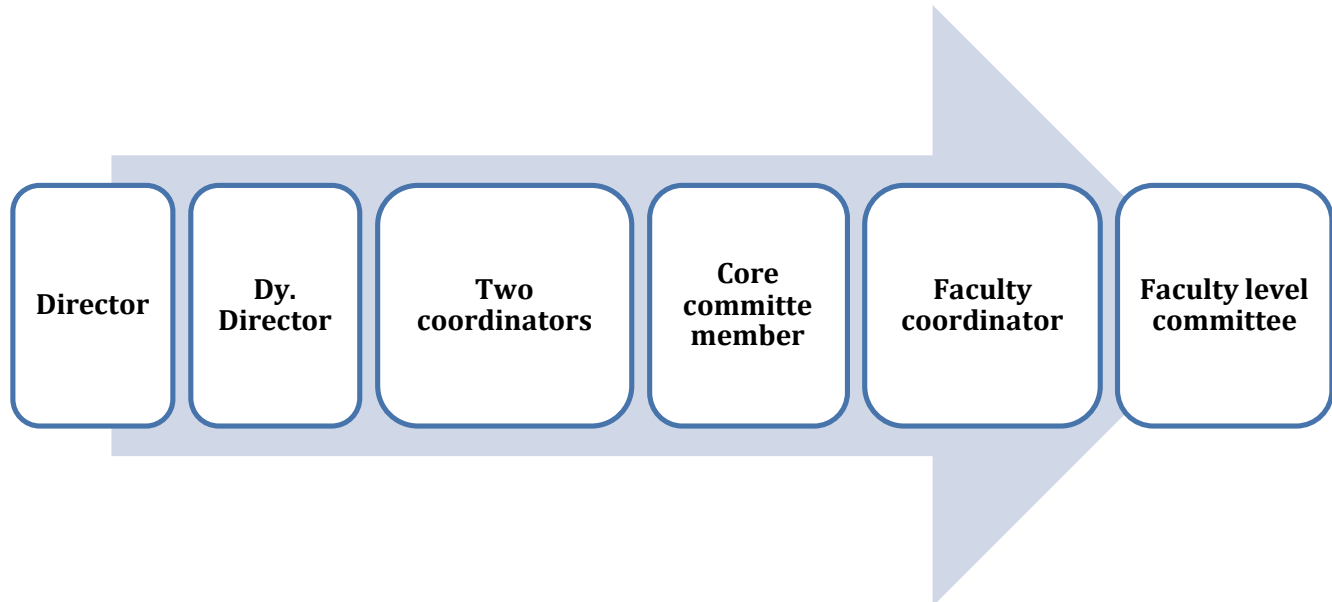 Director
Dy.
Director
Two
coordinators
Core
committe
member
Faculty
coordinator
Faculty level
committee